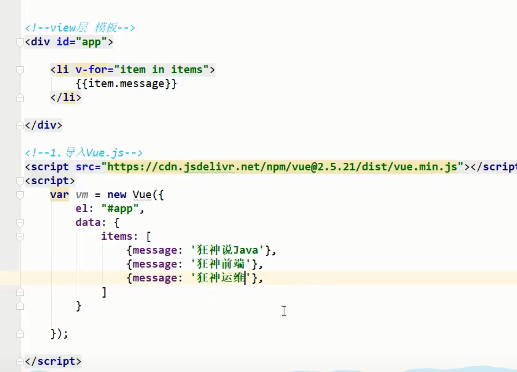 <!--view层 模板-->
<div id="app">
<li v-for="item in items">
{{item.message}}
</li>
</div>
<!--1.导入Vue.js-->
<script src="https://cdn.jsdelivr.net/npm/vue@2.5.21/dist/vue.min.js"></script
<script>
var vm = new Vue({
el: "#app",
data: {
items: [
{message: '狂神说Java'},
{message: '狂神前端'},
{message: '狂神运维'},
]
}
});
</script>